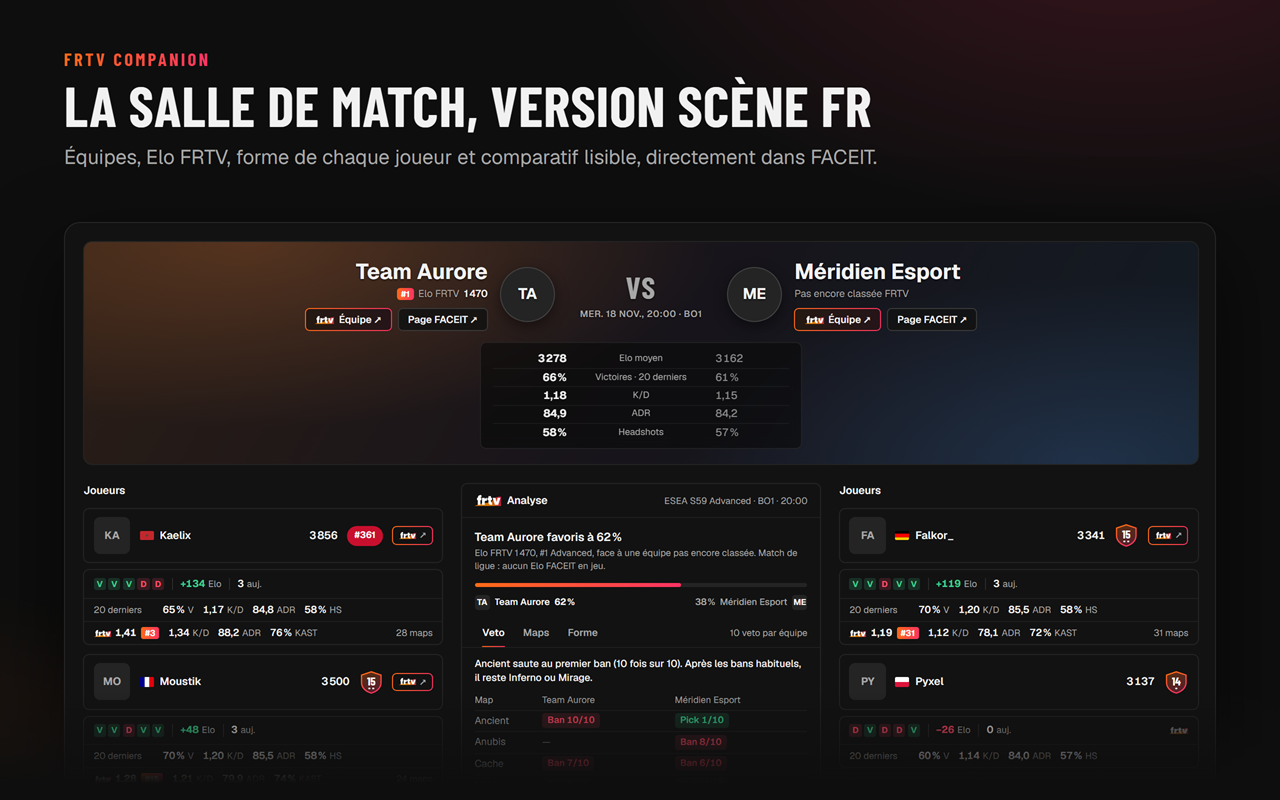 FRTV COMPANION
LA SALLE DE MATCH, VERSION SCÈNE FR
Équipes, Elo FRTV, forme de chaque joueur et comparatif lisible, directement dans FACEIT.
Team Aurore
#1 Elo FRTV 1470
frtv Équipe ↗ Page FACEIT ↗
TA
VS
MER. 18 NOV., 20:00 · BO1
ME
Méridien Esport
Pas encore classée FRTV
frtv Équipe ↗ Page FACEIT ↗
3 278 Elo moyen 3 162
66 % Victoires · 20 derniers 61 %
1,18 K/D 1,15
84,9 ADR 84,2
58 % Headshots 57 %
Joueurs
KA Kaelix 3 856 #361 frtv ↗
V V V D D +134 Elo 3 auj.
20 derniers 65 % V 1,17 K/D 84,8 ADR 58 % HS
frtv 1,41 #3 1,34 K/D 88,2 ADR 76 % KAST 28 maps
MO Moustik 3 500 15 frtv ↗
V V D V V +48 Elo 3 auj.
20 derniers 70 % V 1,20 K/D 85,5 ADR 58 % HS
frtv Analyse ESEA S59 Advanced · BO1 · 20:00
Team Aurore favoris à 62 %
Elo FRTV 1470, #1 Advanced, face à une équipe pas encore classée. Match de
ligue : aucun Elo FACEIT en jeu.
TA Team Aurore 62 % 38 % Méridien Esport ME
Veto Maps Forme 10 veto par équipe
Ancient saute au premier ban (10 fois sur 10). Après les bans habituels,
il reste Inferno ou Mirage.
Map Team Aurore Méridien Esport
Ancient Ban 10/10 Pick 1/10
Anubis — Ban 8/10
Cache Ban 7/10 Ban 6/10
Joueurs
FA Falkor_ 3 341 15 frtv ↗
V V D V V +119 Elo 3 auj.
20 derniers 70 % V 1,20 K/D 85,5 ADR 58 % HS
frtv 1,19 #31 1,12 K/D 78,1 ADR 72 % KAST 31 maps
PY Pyxel 3 137 14
D V D D V −26 Elo 0 auj. frtv
20 derniers 60 % V 1,14 K/D 84,0 ADR 57 % HS